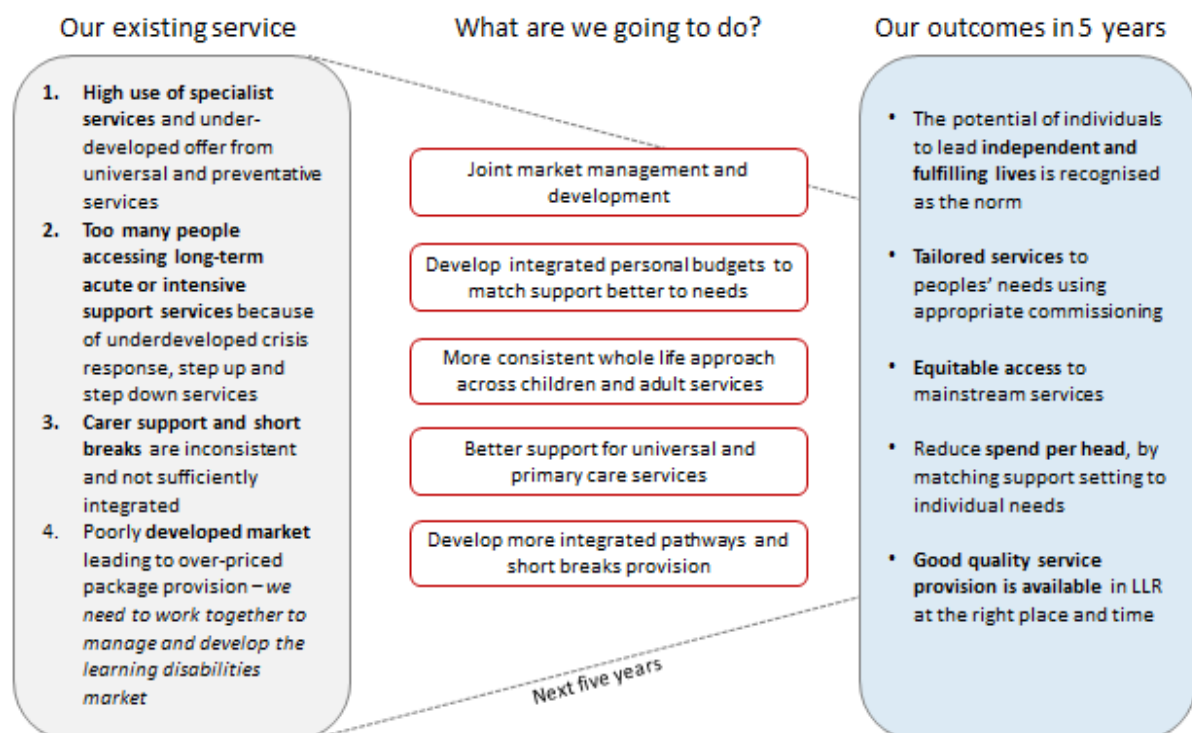 Our existing service
1. High use of specialist
services and under-
developed offer from
universal and preventative
services
2. Too many people
accessing long-term
acute or intensive
support services because
of underdeveloped crisis
response, step up and
step down services
3. Carer support and short
breaks are inconsistent
and not sufficiently
integrated
4. Poorly developed market
leading to over-priced
package provision – we
need to work together to
manage and develop the
learning disabilities
market
What are we going to do?
Joint market management and
development
Develop integrated personal budgets to
match support better to needs
More consistent whole life approach
across children and adult services
Better support for universal and
primary care services
Develop more integrated pathways and
short breaks provision
Next five years
Our outcomes in 5 years
• The potential of individuals
to lead independent and
fulfilling lives is recognised
as the norm
• Tailored services to
peoples’ needs using
appropriate commissioning
• Equitable access to
mainstream services
• Reduce spend per head, by
matching support setting to
individual needs
• Good quality service
provision is available in LLR
at the right place and time